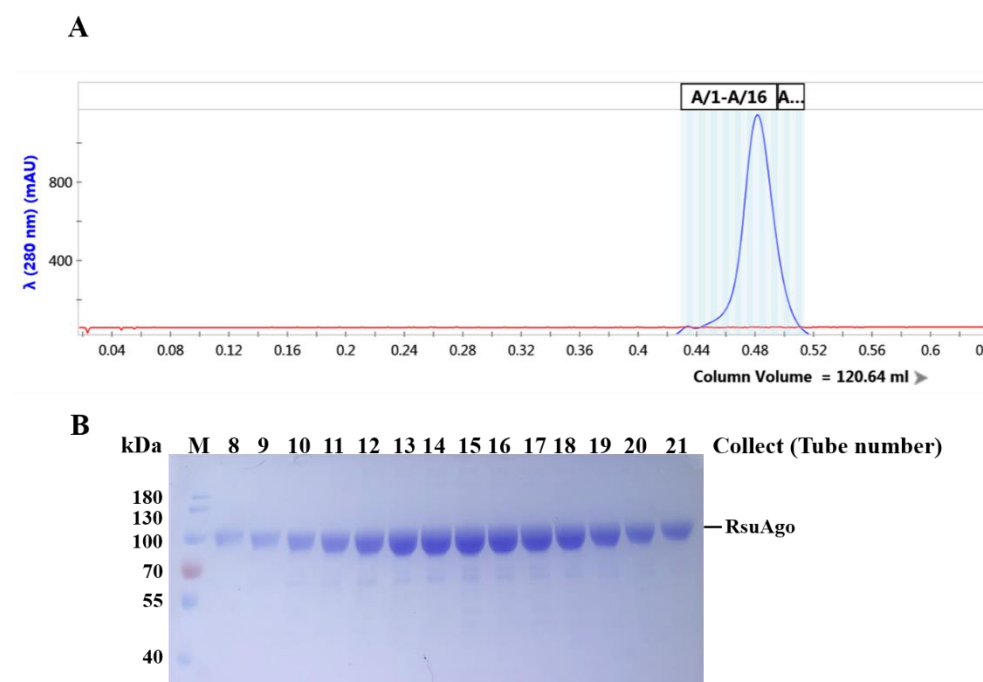 A
A/1-A/16 A...
λ (280 nm) (mAU)
800
400
0.04 0.08 0.12 0.16 0.2 0.24 0.28 0.32 0.36 0.4 0.44 0.48 0.52 0.56 0.6
Column Volume = 120.64 ml
B
kDa M 8 9 10 11 12 13 14 15 16 17 18 19 20 21 Collect (Tube number)
180
130
100
70
55
40
RsuAgo